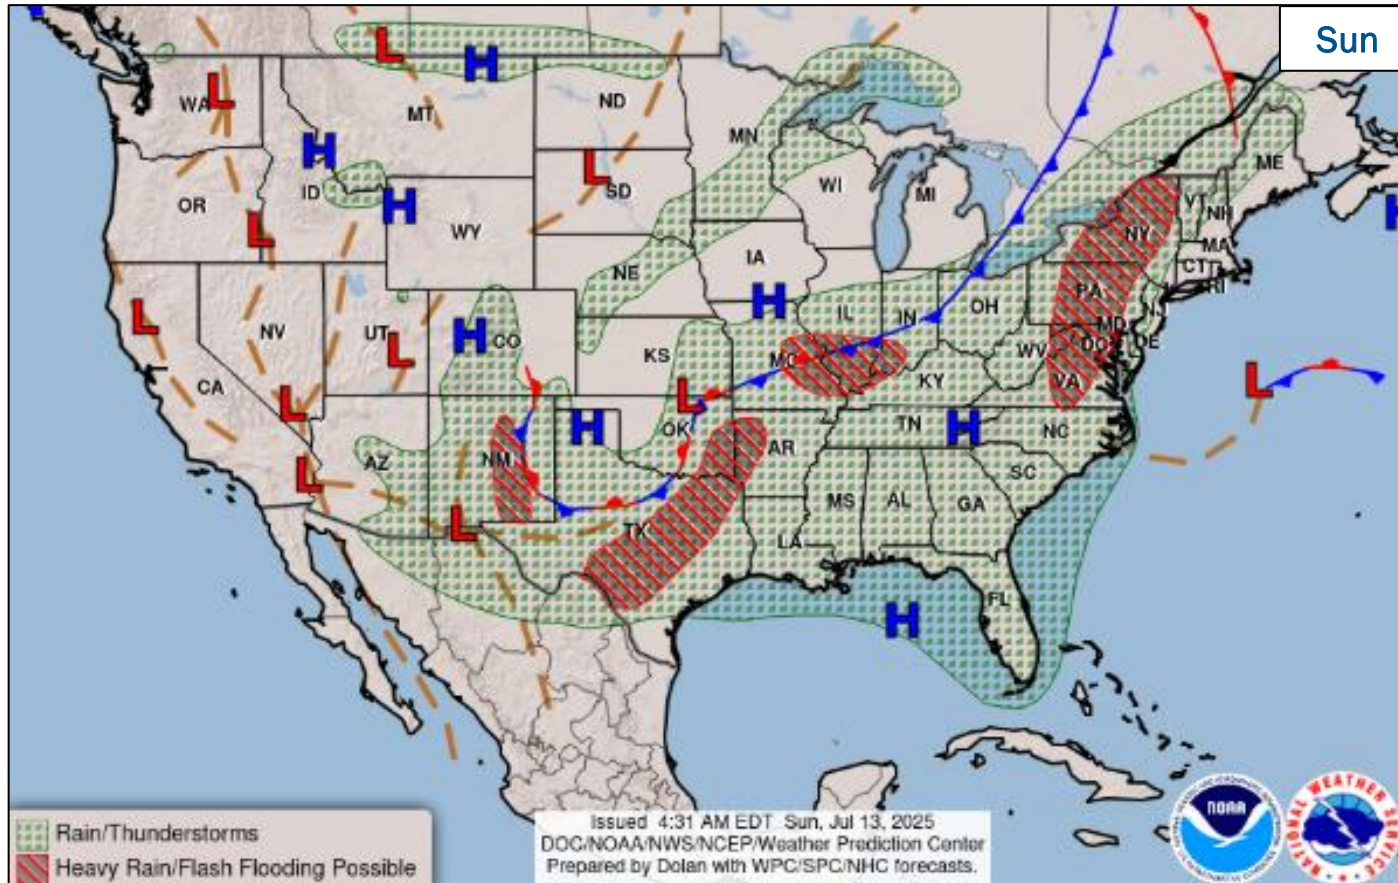 Sun
H
L
H
L
WA
MT
ND
MN
ME
H
L
SD
ID
H
OR
WY
WI
MI
VT
NH
NY
MA
CT
RI
H
L
NE
IA
PA
NJ
H
IL
IN
OH
MD
DE
DC
L
NV
UT
L
H
CO
KS
MO
WV
VA
KY
CA
L
L
L
H
OK
TN
H
NC
AZ
NM
AR
SC
L
L
TX
MS
AL
GA
LA
FL
H
Rain/Thunderstorms
Heavy Rain/Flash Flooding Possible
Issued 4:31 AM EDT Sun, Jul 13, 2025
DOC/NOAA/NWS/NCEP/Weather Prediction Center
Prepared by Dolan with WPC/SPC/NHC forecasts.
NOAA
NATIONAL WEATHER SERVICE